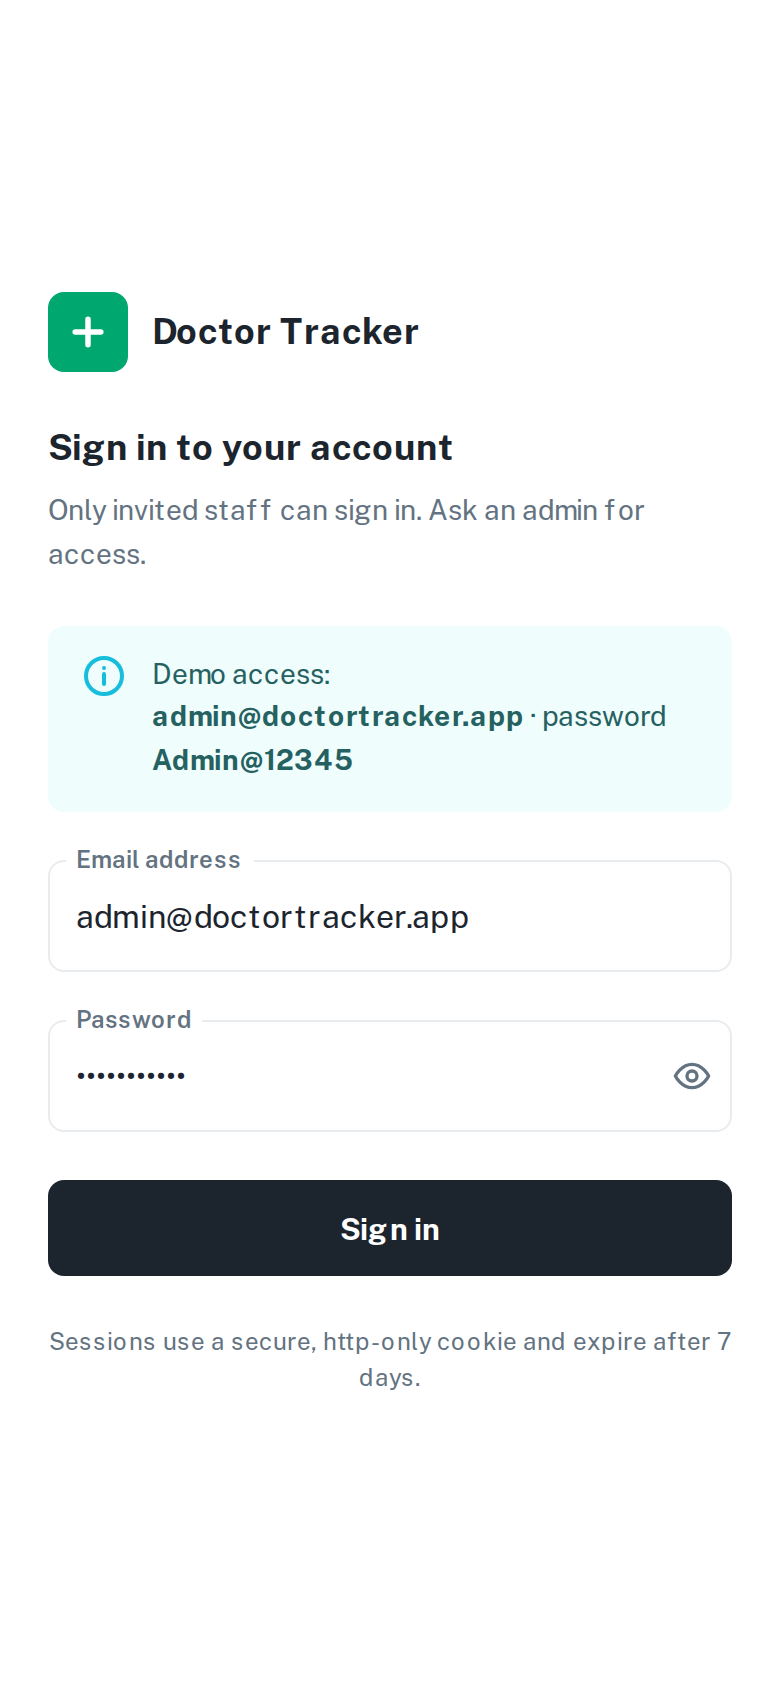 Doctor Tracker
Sign in to your account
Only invited staff can sign in. Ask an admin for
access.
Demo access:
admin@doctortracker.app · password
Admin@12345
Email address
admin@doctortracker.app
Password
•••••••••••
Sign in
Sessions use a secure, http-only cookie and expire after 7
days.